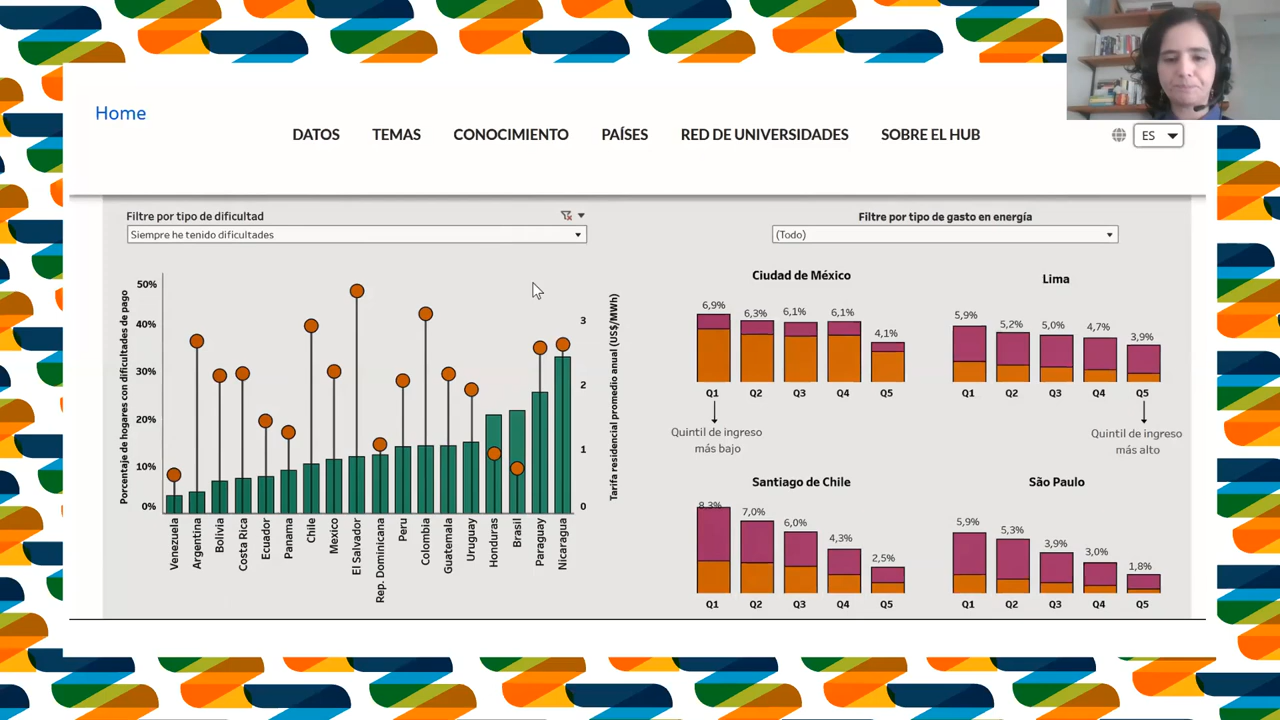 Home
DATOS
TEMAS
CONOCIMIENTO
PAÍSES
RED DE UNIVERSIDADES
SOBRE EL HUB
ES
Filtre por tipo de dificultad
Siempre he tenido dificultades
Porcentaje de hogares con dificultades de pago
50%
40%
30%
20%
10%
0%
Tarifa residencial promedio anual (US$/MWh)
3
2
1
0
Venezuela
Argentina
Bolivia
Costa Rica
Ecuador
Panama
Chile
Mexico
El Salvador
Rep. Dominicana
Peru
Colombia
Guatemala
Uruguay
Honduras
Brasil
Paraguay
Nicaragua
Filtre por tipo de gasto en energía
(Todo)
Ciudad de México
6,9%
6,3%
6,1%
6,1%
4,1%
Q1
Q2
Q3
Q4
Q5
Quintil de ingreso
más bajo
Lima
5,9%
5,2%
5,0%
4,7%
3,9%
Q1
Q2
Q3
Q4
Q5
Quintil de ingreso
más alto
Santiago de Chile
8,3%
7,0%
6,0%
4,3%
2,5%
Q1
Q2
Q3
Q4
Q5
São Paulo
5,9%
5,3%
3,9%
3,0%
1,8%
Q1
Q2
Q3
Q4
Q5